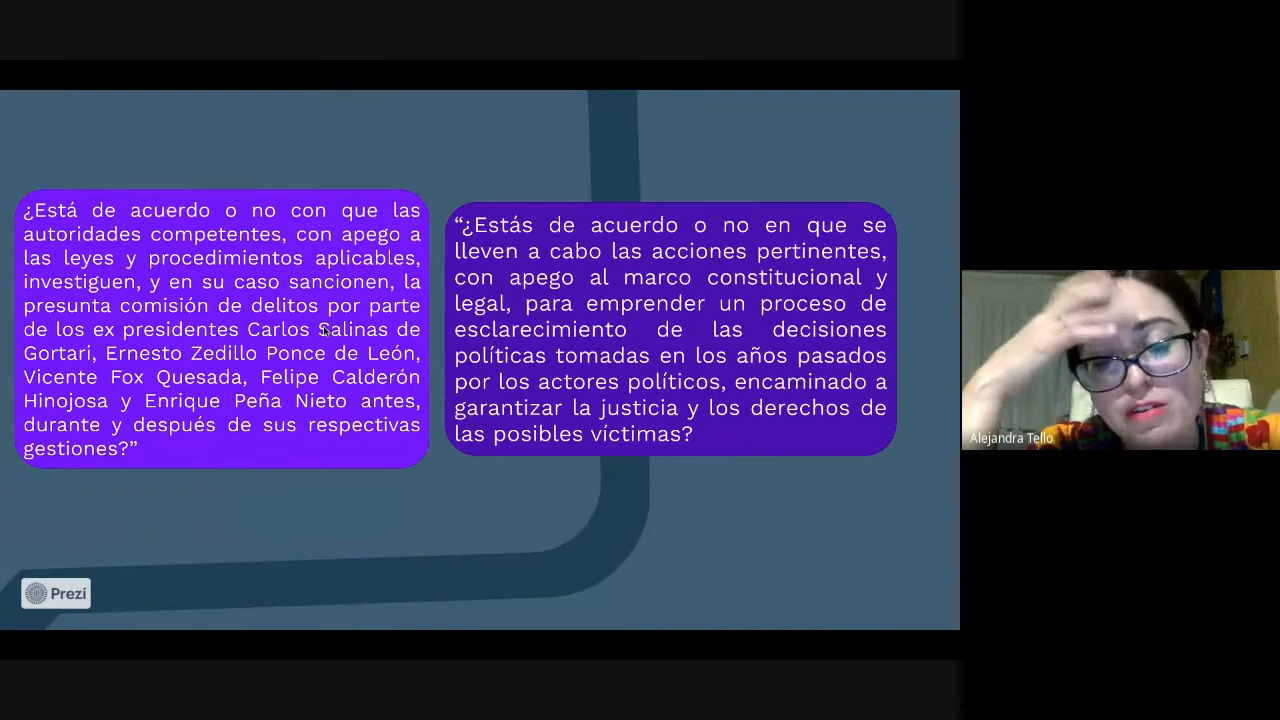 ¿Está de acuerdo o no con que las
autoridades competentes, con apego a
las leyes y procedimientos aplicables,
investiguen, y en su caso sancionen, la
presunta comisión de delitos por parte
de los ex presidentes Carlos Salinas de
Gortari, Ernesto Zedillo Ponce de León,
Vicente Fox Quesada, Felipe Calderón
Hinojosa y Enrique Peña Nieto antes,
durante y después de sus respectivas
gestiones?”
“¿Estás de acuerdo o no en que se
lleven a cabo las acciones pertinentes,
con apego al marco constitucional y
legal, para emprender un proceso de
esclarecimiento de las decisiones
políticas tomadas en los años pasados
por los actores políticos, encaminado a
garantizar la justicia y los derechos de
las posibles víctimas?
Prezi
Alejandra Tello